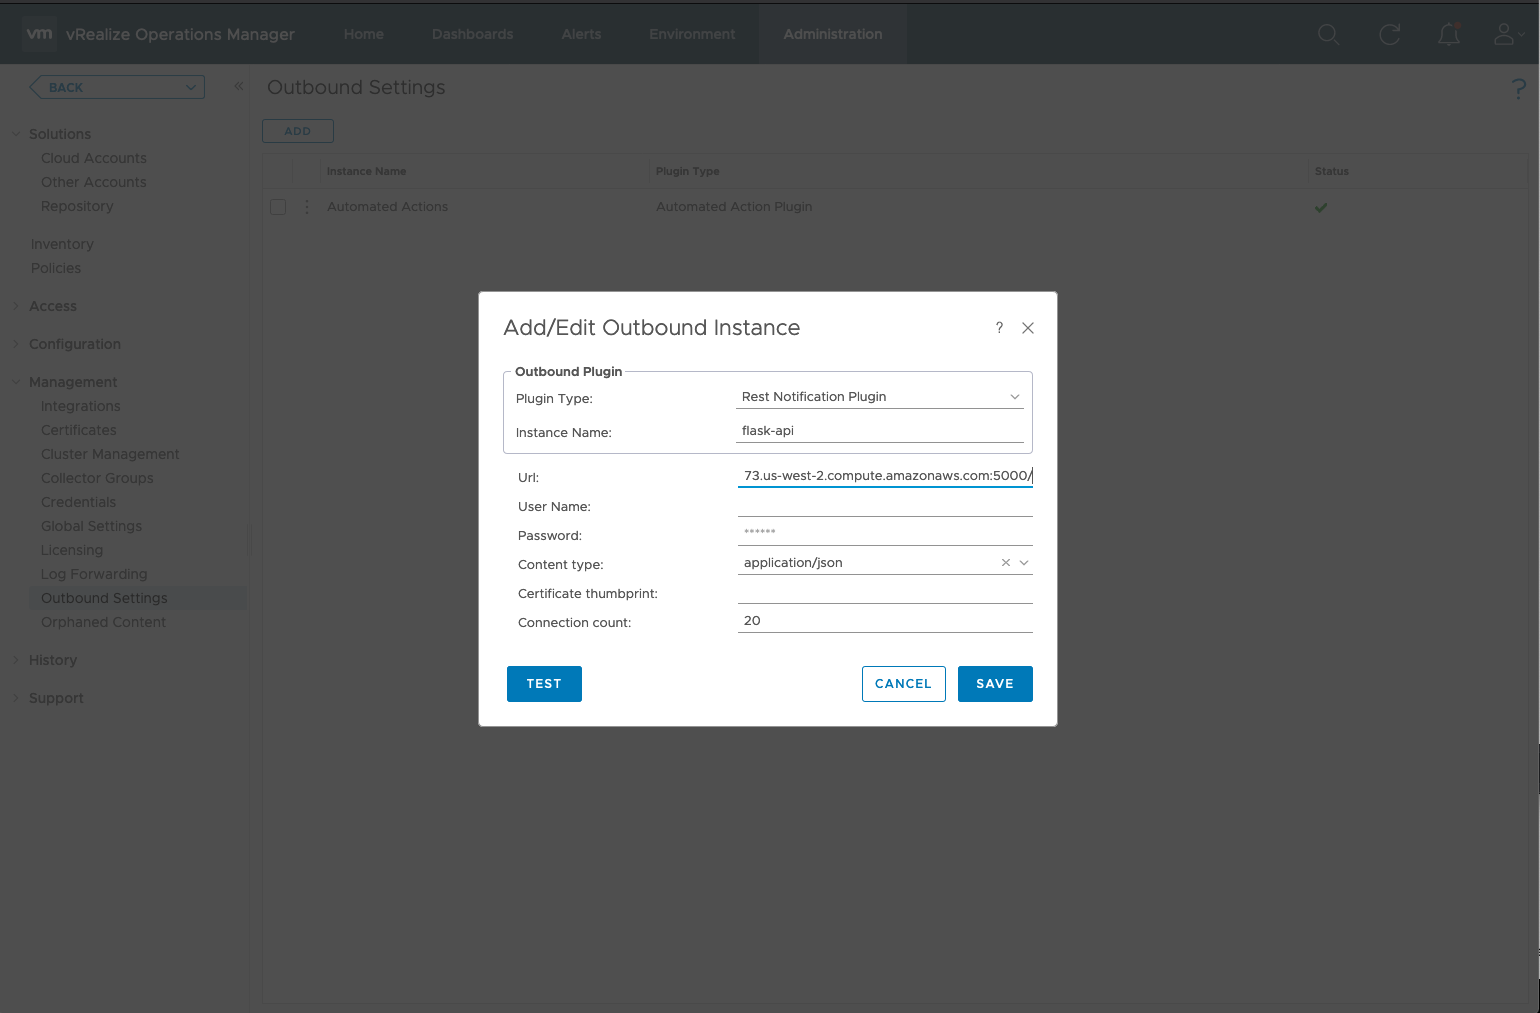 vm vRealize Operations Manager Home Dashboards Alerts Environment Administration
BACK
Outbound Settings
?
ADD
Solutions
Cloud Accounts
Other Accounts
Repository
Inventory
Policies
Access
Configuration
Management
Integrations
Certificates
Cluster Management
Collector Groups
Credentials
Global Settings
Licensing
Log Forwarding
Outbound Settings
Orphaned Content
History
Support
Instance Name Plugin Type Status
Automated Actions Automated Action Plugin
Add/Edit Outbound Instance ?
Outbound Plugin
Plugin Type: Rest Notification Plugin
Instance Name: flask-api
Url: 73.us-west-2.compute.amazonaws.com:5000/
User Name:
Password: ******
Content type: application/json
Certificate thumbprint:
Connection count: 20
TEST CANCEL SAVE